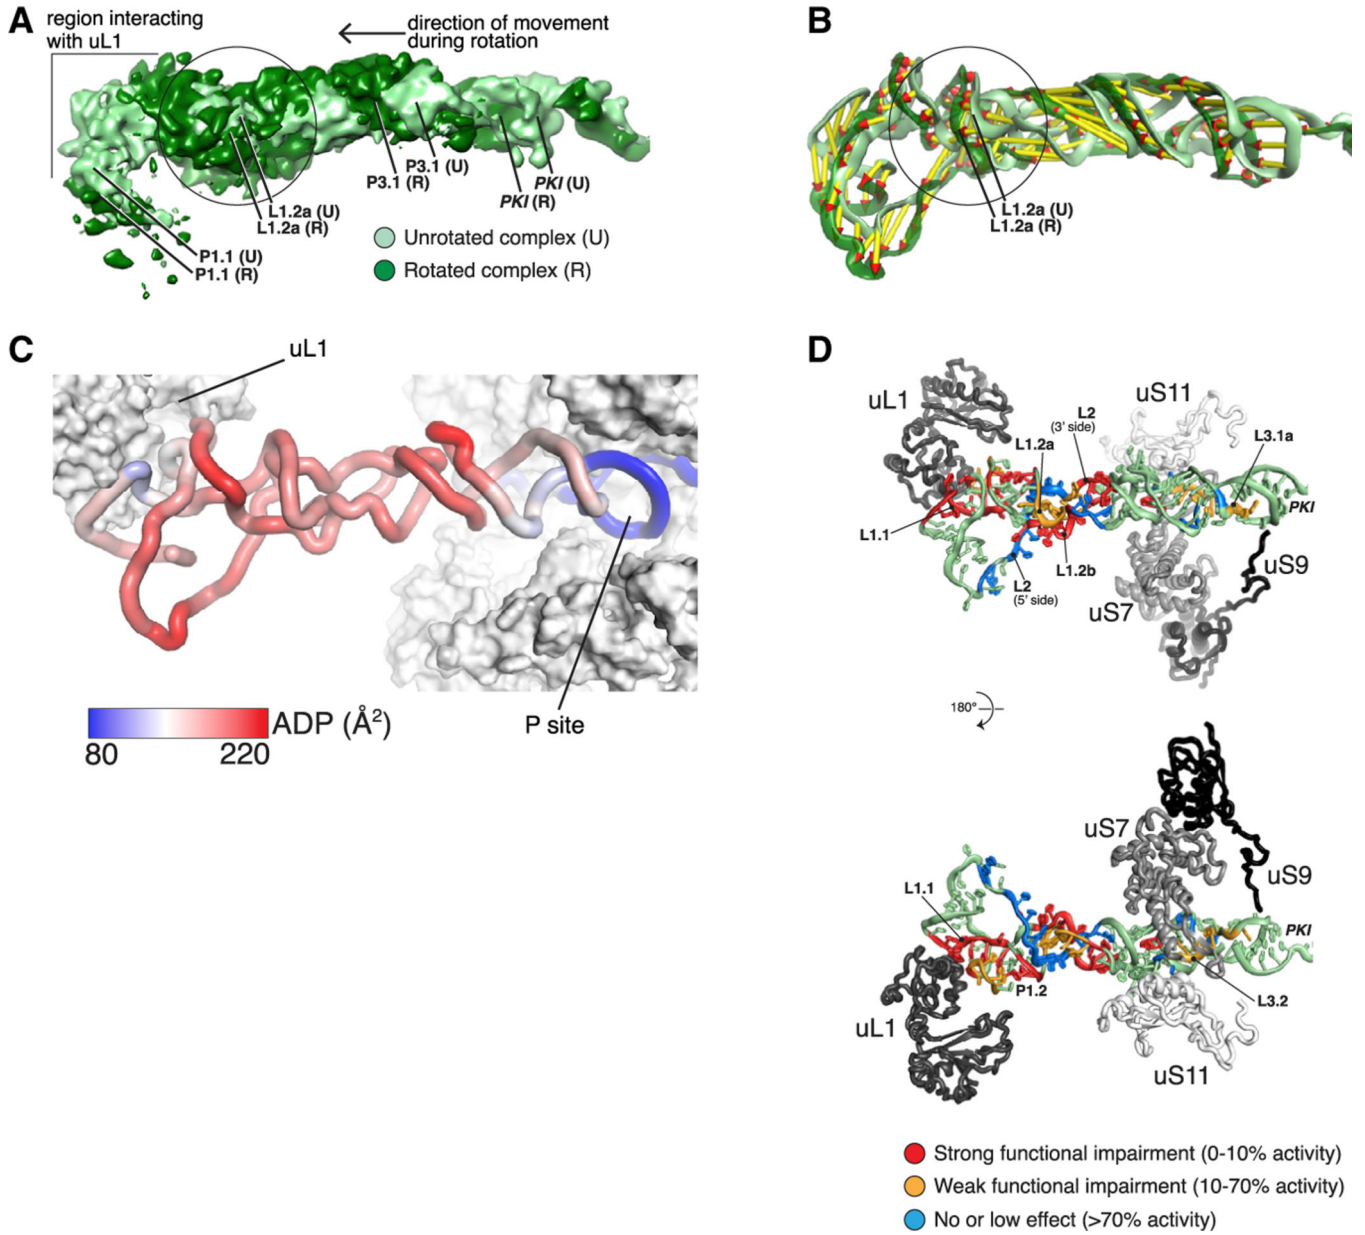 A
region interacting
with uL1
direction of movement
during rotation
P3.1 (U)
P3.1 (R)
PKI (U)
PKI (R)
L1.2a (U)
L1.2a (R)
P1.1 (U)
P1.1 (R)
Unrotated complex (U)
Rotated complex (R)
B
L1.2a (U)
L1.2a (R)
C
uL1
P site
80
220
ADP (Å²)
D
uL1
uS11
L2
(3' side)
L1.2a
L3.1a
PKI
L1.1
L1.2b
L2
(5' side)
uS9
uS7
180°
uS7
uS9
L1.1
PKI
P1.2
L3.2
uL1
uS11
Strong functional impairment (0-10% activity)
Weak functional impairment (10-70% activity)
No or low effect (>70% activity)